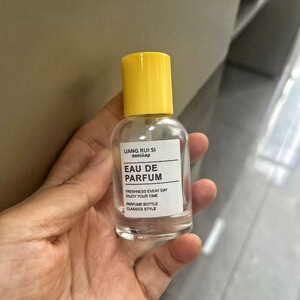 LIANG RUI SI
EAU DE
PARFUM
FRESHNESS EVERY DAY
ENJOY YOUR TIME
PARFUME BOTTLE
CLASSICS STYLE